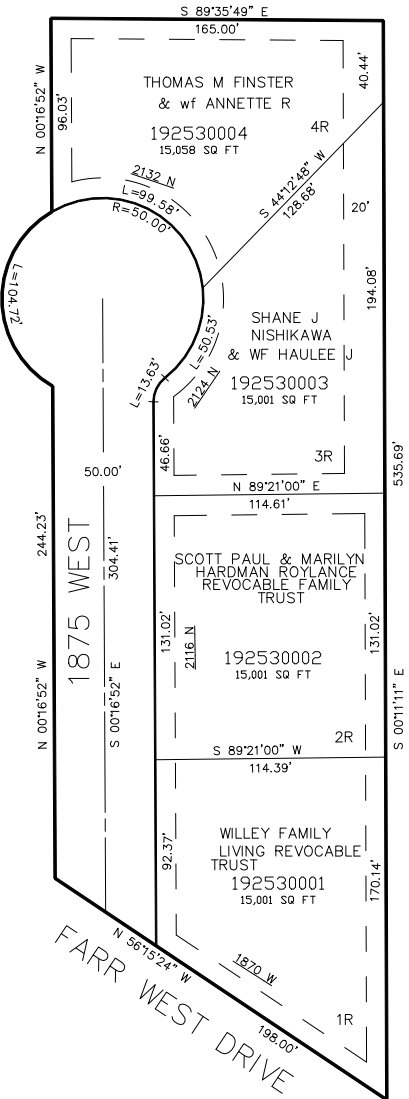 S 89°35'49" E
165.00'
N 00°16'52" W
96.03'
40.44'
THOMAS M FINSTER
& wf ANNETTE R
192530004
15,058 SQ FT
4R
2132 N
L=99.58'
R=50.00'
S 44°12'48" W
128.68'
20'
194.08'
L=104.72'
SHANE J
NISHIKAWA
& WF HAULEE J
192530003
15,001 SQ FT
L=50.53'
2124 N
L=13.63'
46.66'
3R
50.00'
N 89°21'00" E
114.61'
535.69'
244.23'
1875 WEST
304.41'
SCOTT PAUL & MARILYN
HARDMAN ROYLANCE
REVOCABLE FAMILY
TRUST
131.02'
2116 N
131.02'
192530002
15,001 SQ FT
N 00°16'52" W
S 00°16'52" E
S 00°11'11" E
2R
S 89°21'00" W
114.39'
92.37'
WILLEY FAMILY
LIVING REVOCABLE
TRUST
192530001
15,001 SQ FT
170.14'
N 56°15'24" W
1870 W
198.00'
1R
FARR WEST DRIVE